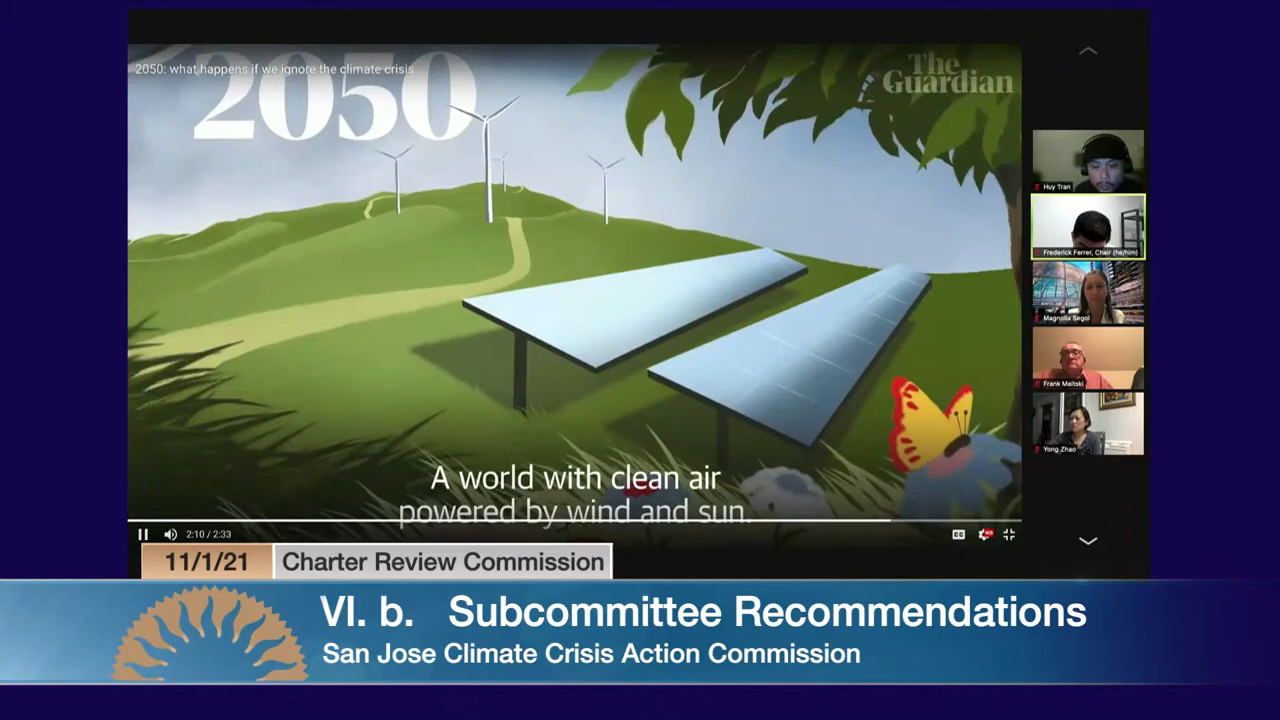 2050
2050: what happens if we ignore the climate crisis
The
Guardian
Huy Tran
Frederick Ferrer, Chair (he/him)
Magnolia Segol
Frank Maitski
Yong Zhao
A world with clean air
powered by wind and sun.
2:10 / 2:33
CC
HD
11/1/21 Charter Review Commission
VI. b. Subcommittee Recommendations
San Jose Climate Crisis Action Commission